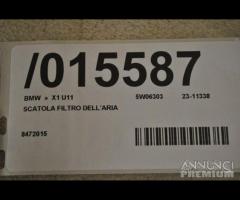 /015587
BMW » X1 U11 5W06303 23-11338
SCATOLA FILTRO DELL'ARIA
8472015
ANNUNCI
PREMIUM